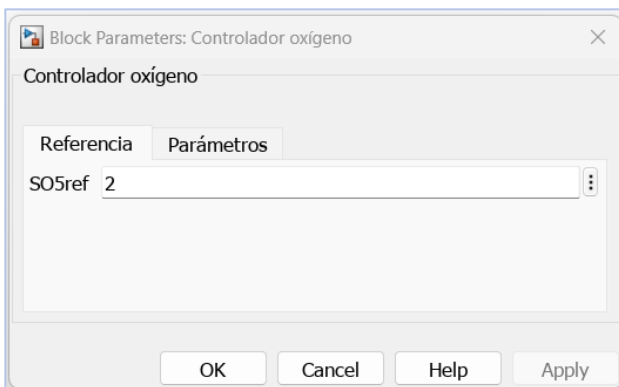 Block Parameters: Controlador oxígeno
Controlador oxígeno
Referencia Parámetros
SO5ref 2
OK Cancel Help Apply